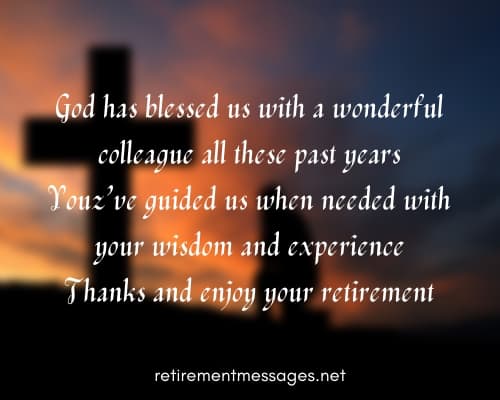 God has blessed us with a wonderful
colleague all these past years
Youz've guided us when needed with
your wisdom and experience
Thanks and enjoy your retirement
retirementmessages.net